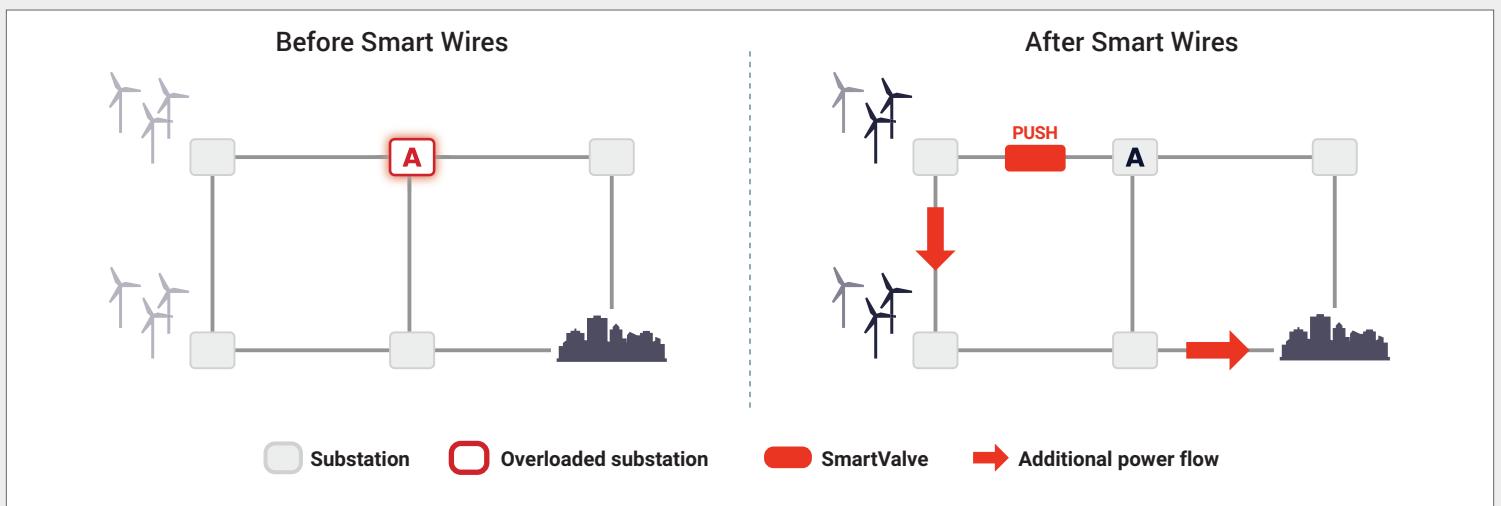 Before Smart Wires
After Smart Wires
PUSH
A
A
Substation
Overloaded substation
SmartValve
Additional power flow